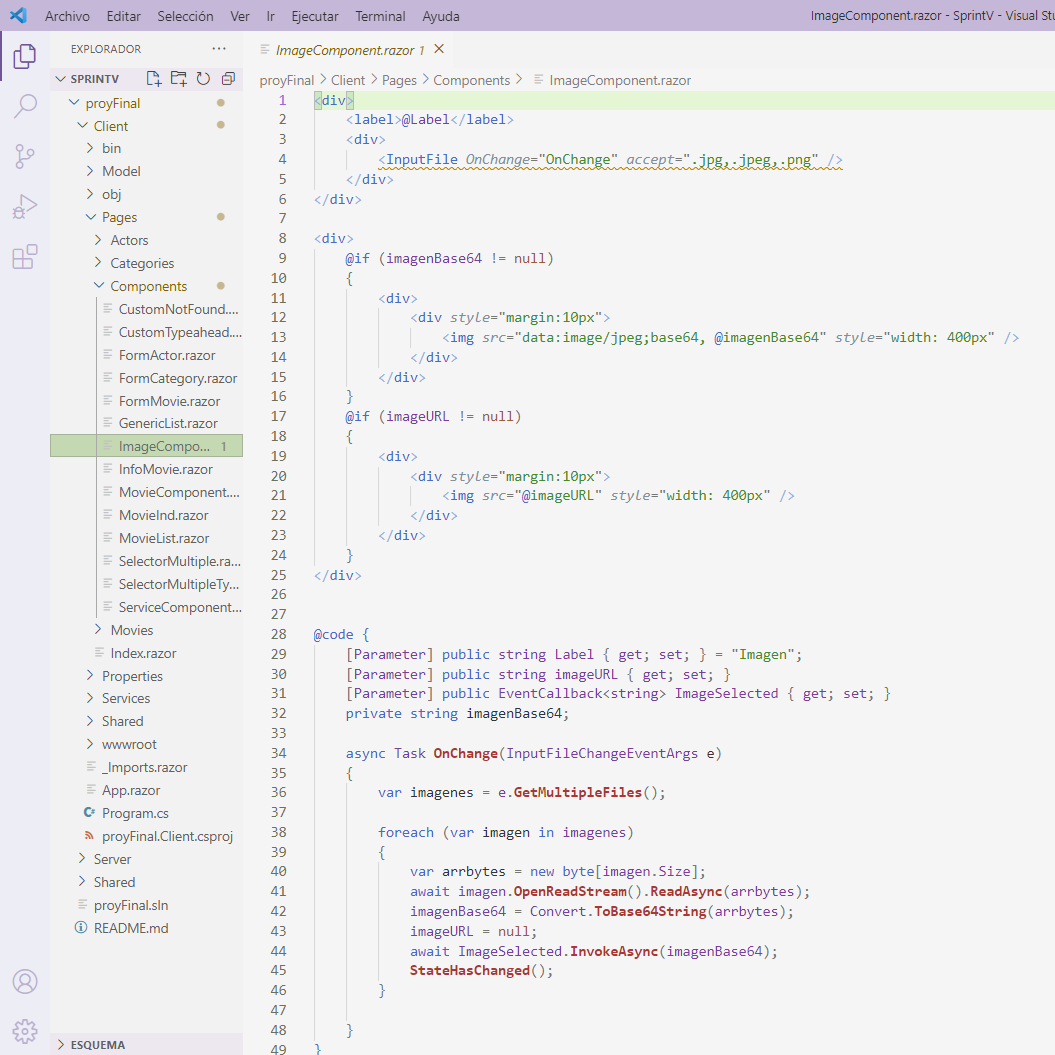 Archivo Editar Selección Ver Ir Ejecutar Terminal Ayuda ImageComponent.razor - SprintV - Visual Stu
EXPLORADOR
SPRINTV
proyFinal
Client
bin
Model
obj
Pages
Actors
Categories
Components
CustomNotFound....
CustomTypeahead....
FormActor.razor
FormCategory.razor
FormMovie.razor
GenericList.razor
ImageCompo... 1
InfoMovie.razor
MovieComponent....
MovieInd.razor
MovieList.razor
SelectorMultiple.ra...
SelectorMultipleTy...
ServiceComponent...
Movies
Index.razor
Properties
Services
Shared
wwwroot
_Imports.razor
App.razor
Program.cs
proyFinal.Client.csproj
Server
Shared
proyFinal.sln
README.md
ESQUEMA
ImageComponent.razor 1
proyFinal > Client > Pages > Components > ImageComponent.razor
1 <div>
2     <label>@Label</label>
3     <div>
4         <InputFile OnChange="OnChange" accept=".jpg,.jpeg,.png" />
5     </div>
6 </div>
7
8 <div>
9     @if (imagenBase64 != null)
10     {
11         <div>
12             <div style="margin:10px">
13                 <img src="data:image/jpeg;base64, @imagenBase64" style="width: 400px" />
14             </div>
15         </div>
16     }
17     @if (imageURL != null)
18     {
19         <div>
20             <div style="margin:10px">
21                 <img src="@imageURL" style="width: 400px" />
22             </div>
23         </div>
24     }
25 </div>
26
27
28 @code {
29     [Parameter] public string Label { get; set; } = "Imagen";
30     [Parameter] public string imageURL { get; set; }
31     [Parameter] public EventCallback<string> ImageSelected { get; set; }
32     private string imagenBase64;
33
34     async Task OnChange(InputFileChangeEventArgs e)
35     {
36         var imagenes = e.GetMultipleFiles();
37
38         foreach (var imagen in imagenes)
39         {
40             var arrbytes = new byte[imagen.Size];
41             await imagen.OpenReadStream().ReadAsync(arrbytes);
42             imagenBase64 = Convert.ToBase64String(arrbytes);
43             imageURL = null;
44             await ImageSelected.InvokeAsync(imagenBase64);
45             StateHasChanged();
46         }
47
48     }
49 }